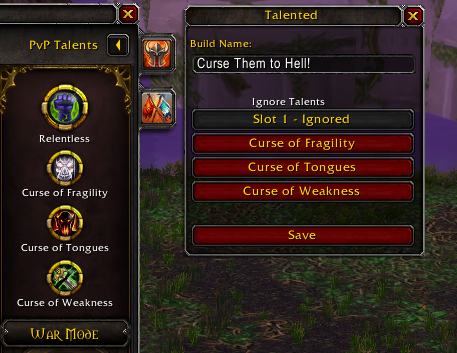 PvP Talents
Relentless
Curse of Fragility
Curse of Tongues
Curse of Weakness
WAR MODE
Talented
Build Name:
Curse Them to Hell!
Ignore Talents
Slot 1 - Ignored
Curse of Fragility
Curse of Tongues
Curse of Weakness
Save